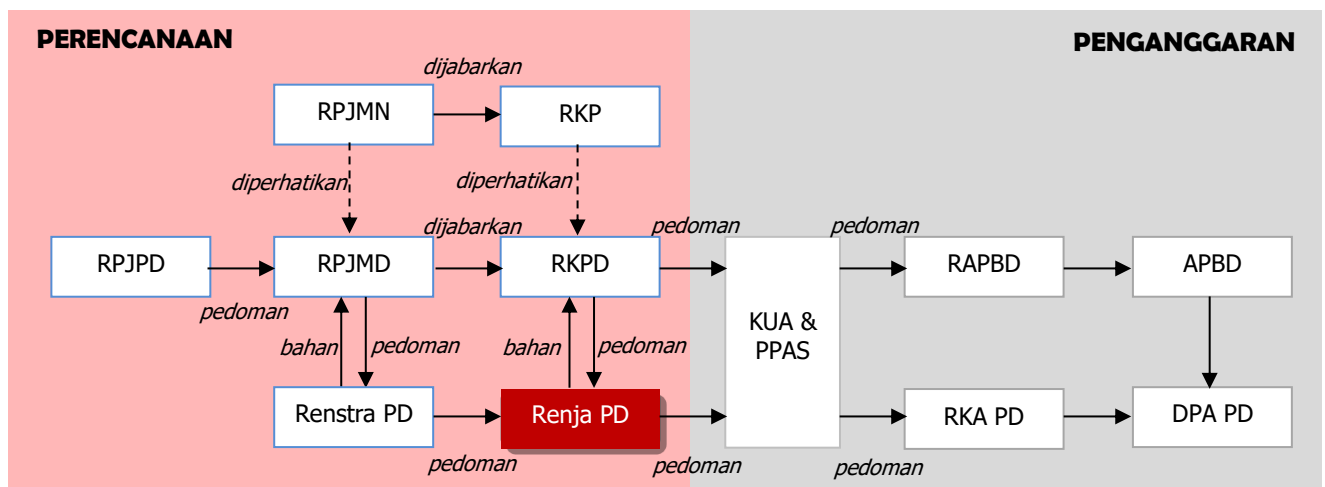 PERENCANAAN
PENGANGGARAN
dijabarkan
RPJMN
RKP
diperhatikan
diperhatikan
dijabarkan
pedoman
pedoman
RPJPD
RPJMD
RKPD
RAPBD
APBD
pedoman
KUA &
PPAS
bahan
pedoman
bahan
pedoman
Renstra PD
Renja PD
RKA PD
DPA PD
pedoman
pedoman
pedoman